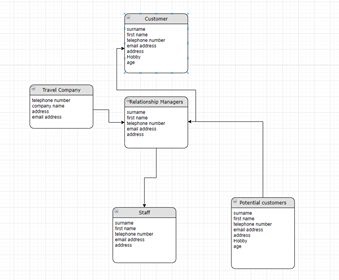 Customer
surname
first name
telephone number
email address
address
Hobby
age
Travel Company
telephone number
company name
address
email address
Relationship Managers
surname
first name
telephone number
email address
address
Staff
surname
first name
telephone number
email address
address
Potential customers
surname
first name
telephone number
email address
address
Hobby
age